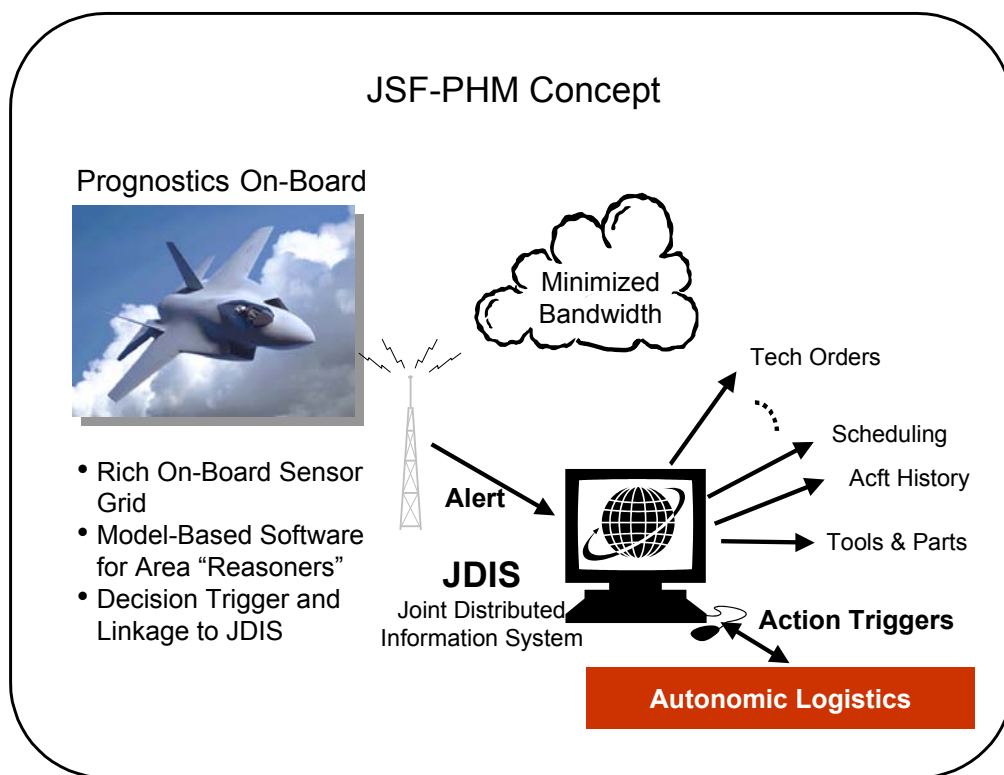 JSF-PHM Concept
Prognostics On-Board
• Rich On-Board Sensor
Grid
• Model-Based Software
for Area “Reasoners”
• Decision Trigger and
Linkage to JDIS
Minimized
Bandwidth
Alert
JDIS
Joint Distributed
Information System
Tech Orders
Scheduling
Acft History
Tools & Parts
Action Triggers
Autonomic Logistics